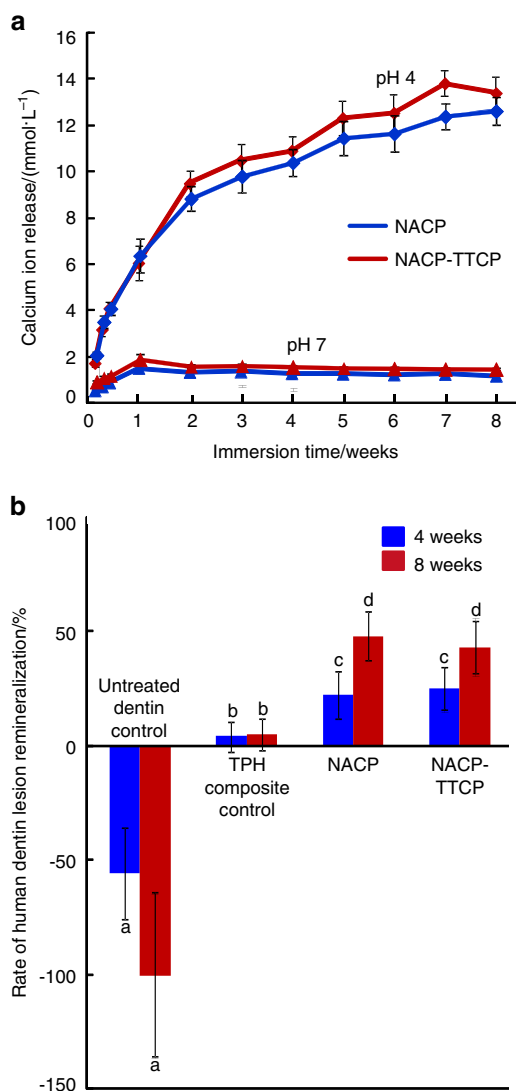 a
16
14
12
10
8
6
4
2
0
Calcium ion release/(mmol·L⁻¹)
pH 4
NACP
NACP-TTCP
pH 7
0 1 2 3 4 5 6 7 8
Immersion time/weeks
b
100
50
0
-50
-100
-150
Rate of human dentin lesion remineralization/%
4 weeks
8 weeks
Untreated
dentin
control
a
a
b b
TPH
composite
control
c
d
NACP
c
d
NACP-
TTCP